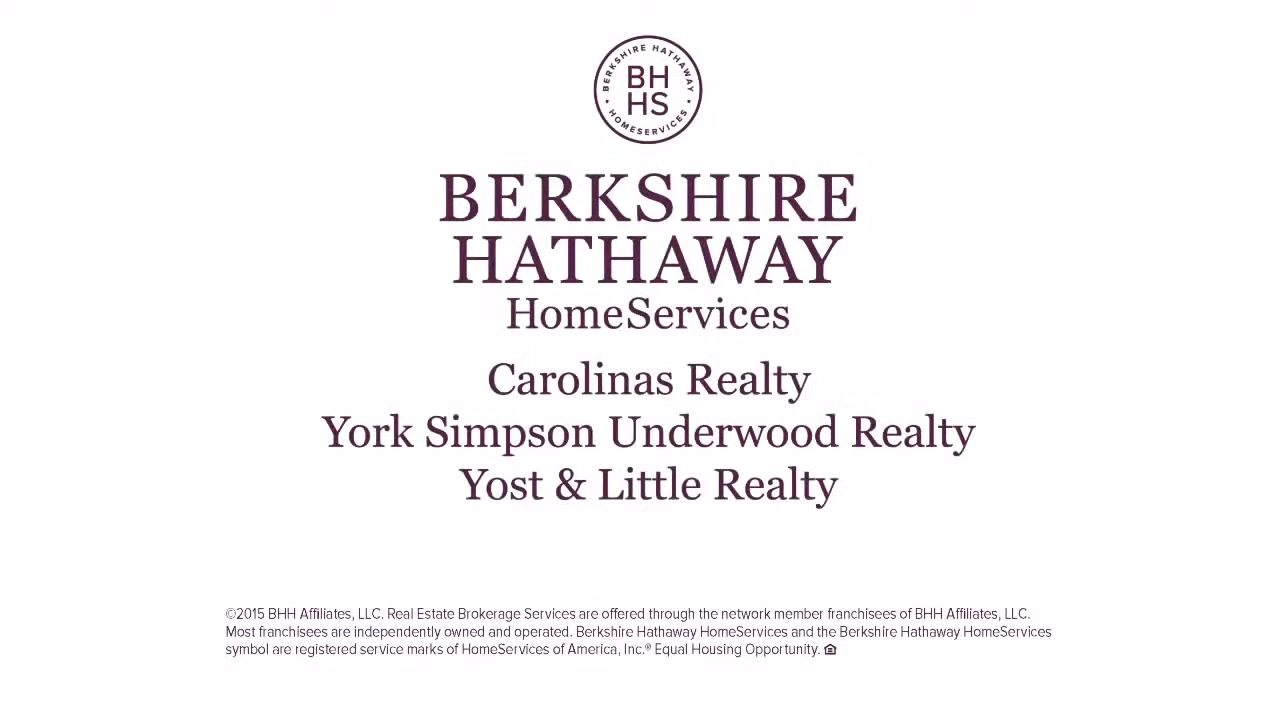 BERKSHIRE HATHAWAY
BH
HS
• HOMESERVICES •
BERKSHIRE
HATHAWAY
HomeServices
Carolinas Realty
York Simpson Underwood Realty
Yost & Little Realty
©2015 BHH Affiliates, LLC. Real Estate Brokerage Services are offered through the network member franchisees of BHH Affiliates, LLC.
Most franchisees are independently owned and operated. Berkshire Hathaway HomeServices and the Berkshire Hathaway HomeServices
symbol are registered service marks of HomeServices of America, Inc.® Equal Housing Opportunity.